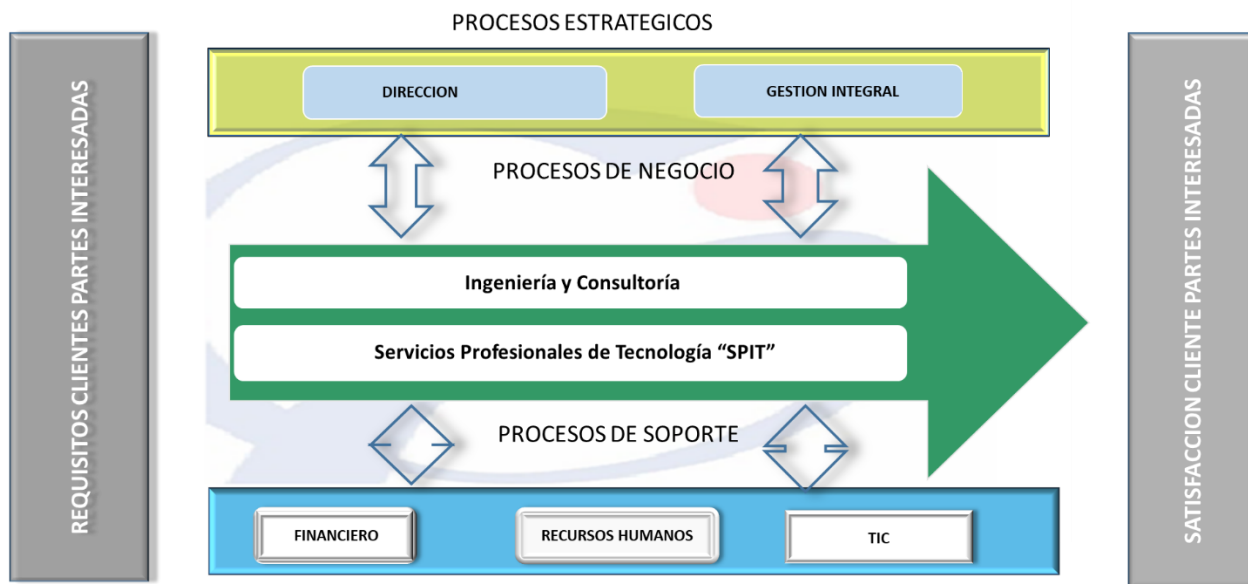 PROCESOS ESTRATEGICOS
REQUISITOS CLIENTES PARTES INTERESADAS
DIRECCION
GESTION INTEGRAL
PROCESOS DE NEGOCIO
Ingeniería y Consultoría
Servicios Profesionales de Tecnología “SPIT”
PROCESOS DE SOPORTE
FINANCIERO
RECURSOS HUMANOS
TIC
SATISFACCION CLIENTE PARTES INTERESADAS